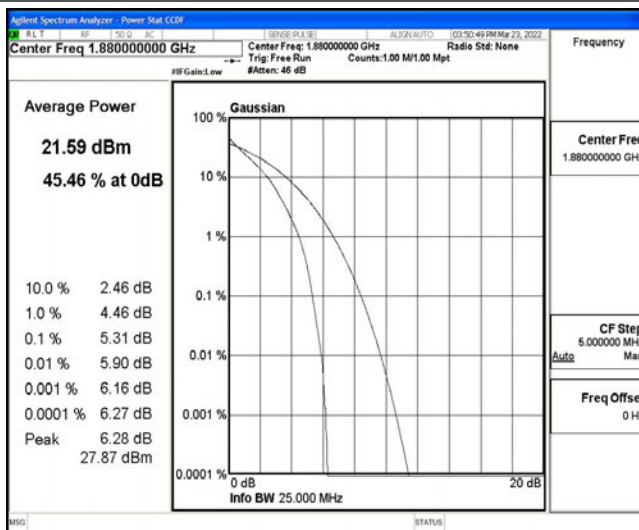 Agilent Spectrum Analyzer - Power Stat CCDF
RLT RF 50 Ω AC SENSE:PULSE ALIGN AUTO 03:50:49 PM Mar 23, 2022
Center Freq 1.880000000 GHz
Center Freq: 1.880000000 GHz Radio Std: None
Trig: Free Run Counts:1.00 M/1.00 Mpt
#IFGain:Low #Atten: 46 dB
Frequency
Average Power
21.59 dBm
45.46 % at 0dB
10.0 % 2.46 dB
1.0 % 4.46 dB
0.1 % 5.31 dB
0.01 % 5.90 dB
0.001 % 6.16 dB
0.0001 % 6.27 dB
Peak 6.28 dB
27.87 dBm
Gaussian
100 %
10 %
1 %
0.1 %
0.01 %
0.001 %
0.0001 %
0 dB 20 dB
Info BW 25.000 MHz
Center Fre
1.880000000 GH
CF Step
5.000000 MH
Auto Ma
Freq Offse
0 H
MSG STATUS